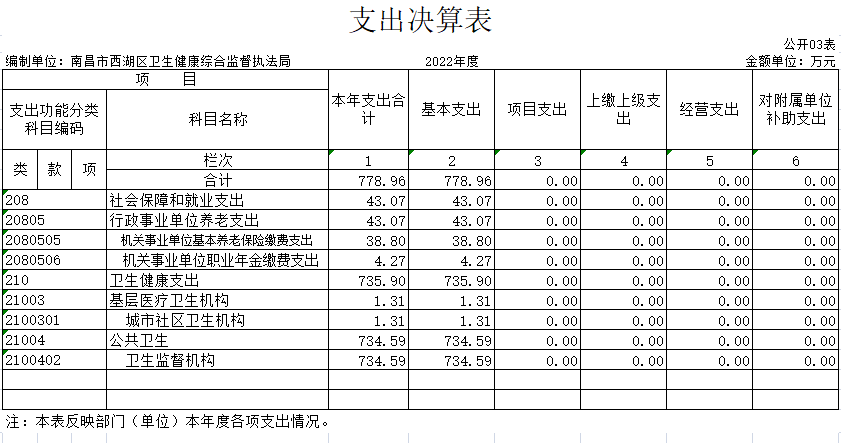 支出决算表
公开03表
编制单位：南昌市西湖区卫生健康综合监督执法局 2022年度 金额单位：万元
项 目 本年支出合计 基本支出 项目支出 上缴上级支出 经营支出 对附属单位补助支出
支出功能分类科目编码 科目名称
类 款 项 栏次 1 2 3 4 5 6
合计 778.96 778.96 0.00 0.00 0.00 0.00
208 社会保障和就业支出 43.07 43.07 0.00 0.00 0.00 0.00
20805 行政事业单位养老支出 43.07 43.07 0.00 0.00 0.00 0.00
2080505 机关事业单位基本养老保险缴费支出 38.80 38.80 0.00 0.00 0.00 0.00
2080506 机关事业单位职业年金缴费支出 4.27 4.27 0.00 0.00 0.00 0.00
210 卫生健康支出 735.90 735.90 0.00 0.00 0.00 0.00
21003 基层医疗卫生机构 1.31 1.31 0.00 0.00 0.00 0.00
2100301 城市社区卫生机构 1.31 1.31 0.00 0.00 0.00 0.00
21004 公共卫生 734.59 734.59 0.00 0.00 0.00 0.00
2100402 卫生监督机构 734.59 734.59 0.00 0.00 0.00 0.00
注：本表反映部门（单位）本年度各项支出情况。